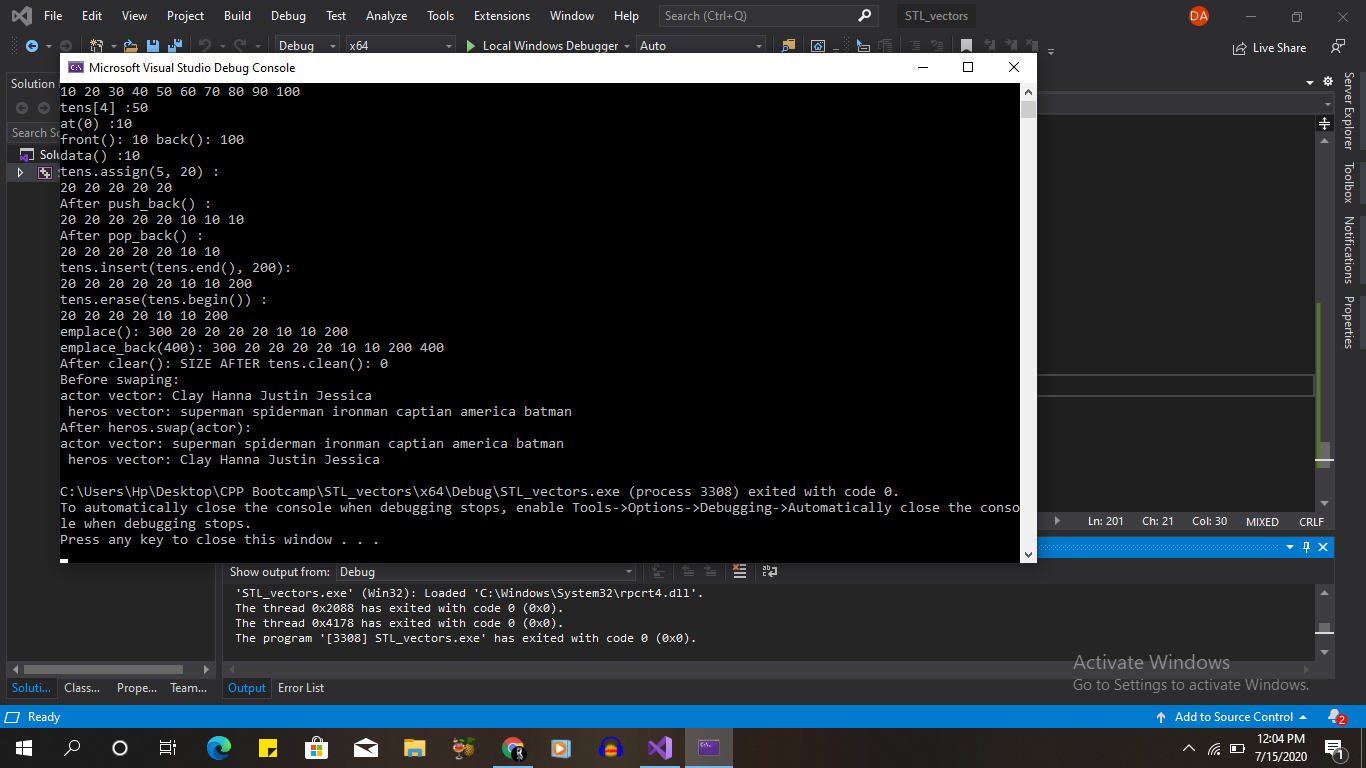 File Edit View Project Build Debug Test Analyze Tools Extensions Window Help Search (Ctrl+Q) STL_vectors DA
Debug x64 Local Windows Debugger Auto Live Share
Microsoft Visual Studio Debug Console
Solution
Search So
Solu
10 20 30 40 50 60 70 80 90 100
tens[4] :50
at(0) :10
front(): 10 back(): 100
data() :10
tens.assign(5, 20) :
20 20 20 20 20
After push_back() :
20 20 20 20 20 10 10 10
After pop_back() :
20 20 20 20 20 10 10
tens.insert(tens.end(), 200):
20 20 20 20 20 10 10 200
tens.erase(tens.begin()) :
20 20 20 20 10 10 200
emplace(): 300 20 20 20 20 10 10 200
emplace_back(400): 300 20 20 20 20 10 10 200 400
After clear(): SIZE AFTER tens.clean(): 0
Before swaping:
actor vector: Clay Hanna Justin Jessica
 heros vector: superman spiderman ironman captian america batman
After heros.swap(actor):
actor vector: superman spiderman ironman captian america batman
 heros vector: Clay Hanna Justin Jessica
C:\Users\Hp\Desktop\CPP Bootcamp\STL_vectors\x64\Debug\STL_vectors.exe (process 3308) exited with code 0.
To automatically close the console when debugging stops, enable Tools->Options->Debugging->Automatically close the conso
le when debugging stops.
Press any key to close this window . . .
Server Explorer
Toolbox
Notifications
Properties
Ln: 201 Ch: 21 Col: 30 MIXED CRLF
Show output from: Debug
'STL_vectors.exe' (Win32): Loaded 'C:\Windows\System32\rpcrt4.dll'.
The thread 0x2088 has exited with code 0 (0x0).
The thread 0x4178 has exited with code 0 (0x0).
The program '[3308] STL_vectors.exe' has exited with code 0 (0x0).
Activate Windows
Go to Settings to activate Windows.
Soluti... Class... Prope... Team... Output Error List
Ready Add to Source Control 2
12:04 PM
7/15/2020
1